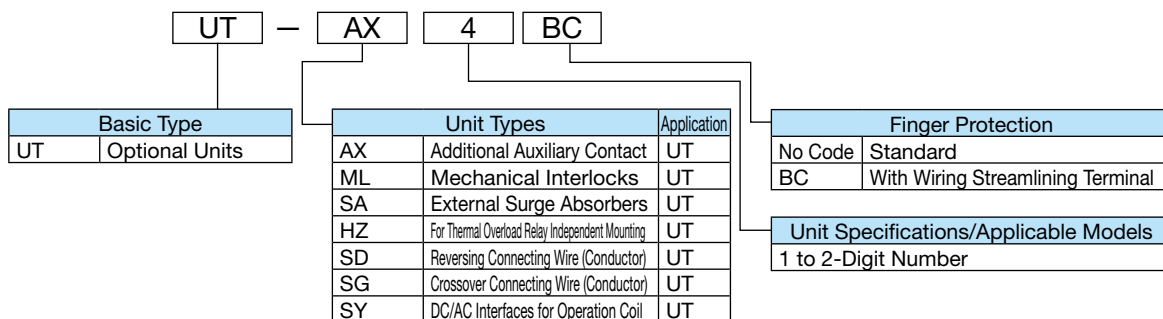 UT – AX 4 BC
Basic Type
UT Optional Units
Unit Types Application
AX Additional Auxiliary Contact UT
ML Mechanical Interlocks UT
SA External Surge Absorbers UT
HZ For Thermal Overload Relay Independent Mounting UT
SD Reversing Connecting Wire (Conductor) UT
SG Crossover Connecting Wire (Conductor) UT
SY DC/AC Interfaces for Operation Coil UT
Finger Protection
No Code Standard
BC With Wiring Streamlining Terminal
Unit Specifications/Applicable Models
1 to 2-Digit Number